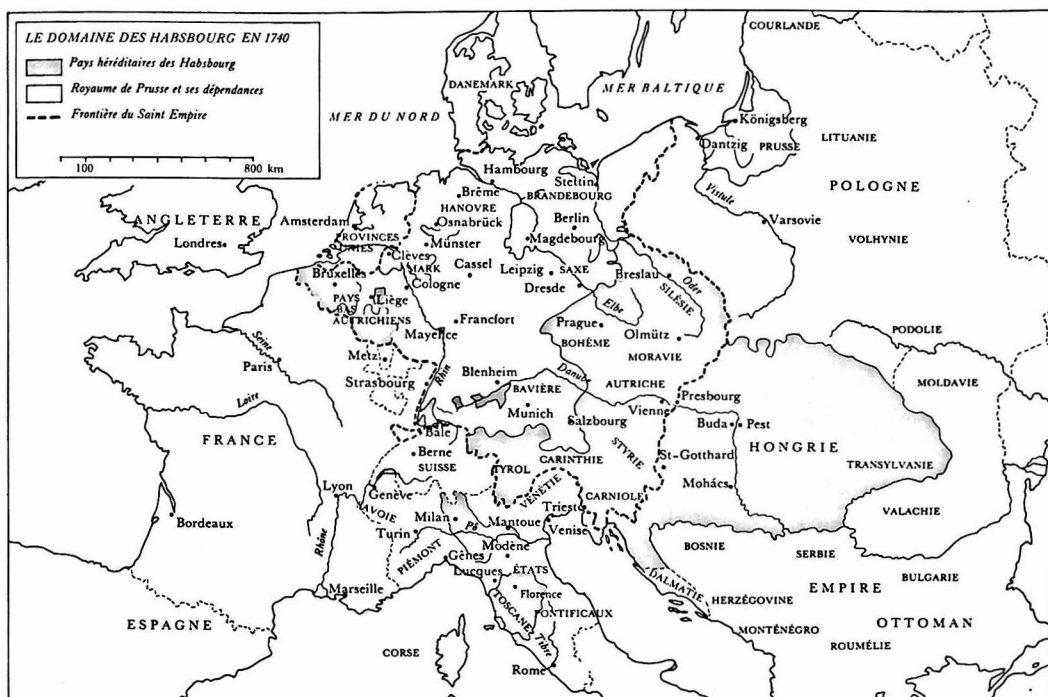 LE DOMAINE DES HABSBOURG EN 1740
Pays héréditaires des Habsbourg
Royaume de Prusse et ses dépendances
Frontière du Saint Empire
100 800 km
COURLANDE
DANEMARK
MER BALTIQUE
MER DU NORD
Königsberg
Dantzig
PRUSSE
LITUANIE
Hambourg
Stettin
Brême
BRANDEBOURG
Vistule
POLOGNE
HANOVRE
ANGLETERRE
Amsterdam
Osnabrück
Berlin
Varsovie
PROVINCES
UNIES
Londres
Münster
Magdebourg
VOLHYNIE
Clèves
MARK
Bruxelles
Cassel
Leipzig
SAXE
Breslau
Oder
Cologne
Dresde
SILÉSIE
PAYS
BAS
AUTRICHIENS
Liège
Elbe
Francfort
Prague
Olmütz
Mayence
BOHÊME
MORAVIE
PODOLIE
Seine
Metz
Rhin
Paris
Strasbourg
Blenheim
Danube
MOLDAVIE
BAVIÈRE
AUTRICHE
Presbourg
Loire
Munich
Salzbourg
Vienne
Buda
Pest
Bâle
FRANCE
HONGRIE
Berne
SUISSE
TYROL
CARINTHIE
STYRIE
St-Gotthard
TRANSYLVANIE
Lyon
Genève
VÉNÉTIE
CARNIOLE
Mohács
SAVOIE
Milan
Trieste
VALACHIE
Bordeaux
Pô
Mantoue
Venise
Rhône
Turin
PIÉMONT
Modène
BOSNIE
SERBIE
Gênes
Lucques
ÉTATS
BULGARIE
Marseille
Florence
DALMATIE
EMPIRE
TOSCANE
PONTIFICAUX
HERZÉGOVINE
ESPAGNE
Tibre
OTTOMAN
MONTÉNÉGRO
CORSE
ROUMÉLIE
Rome